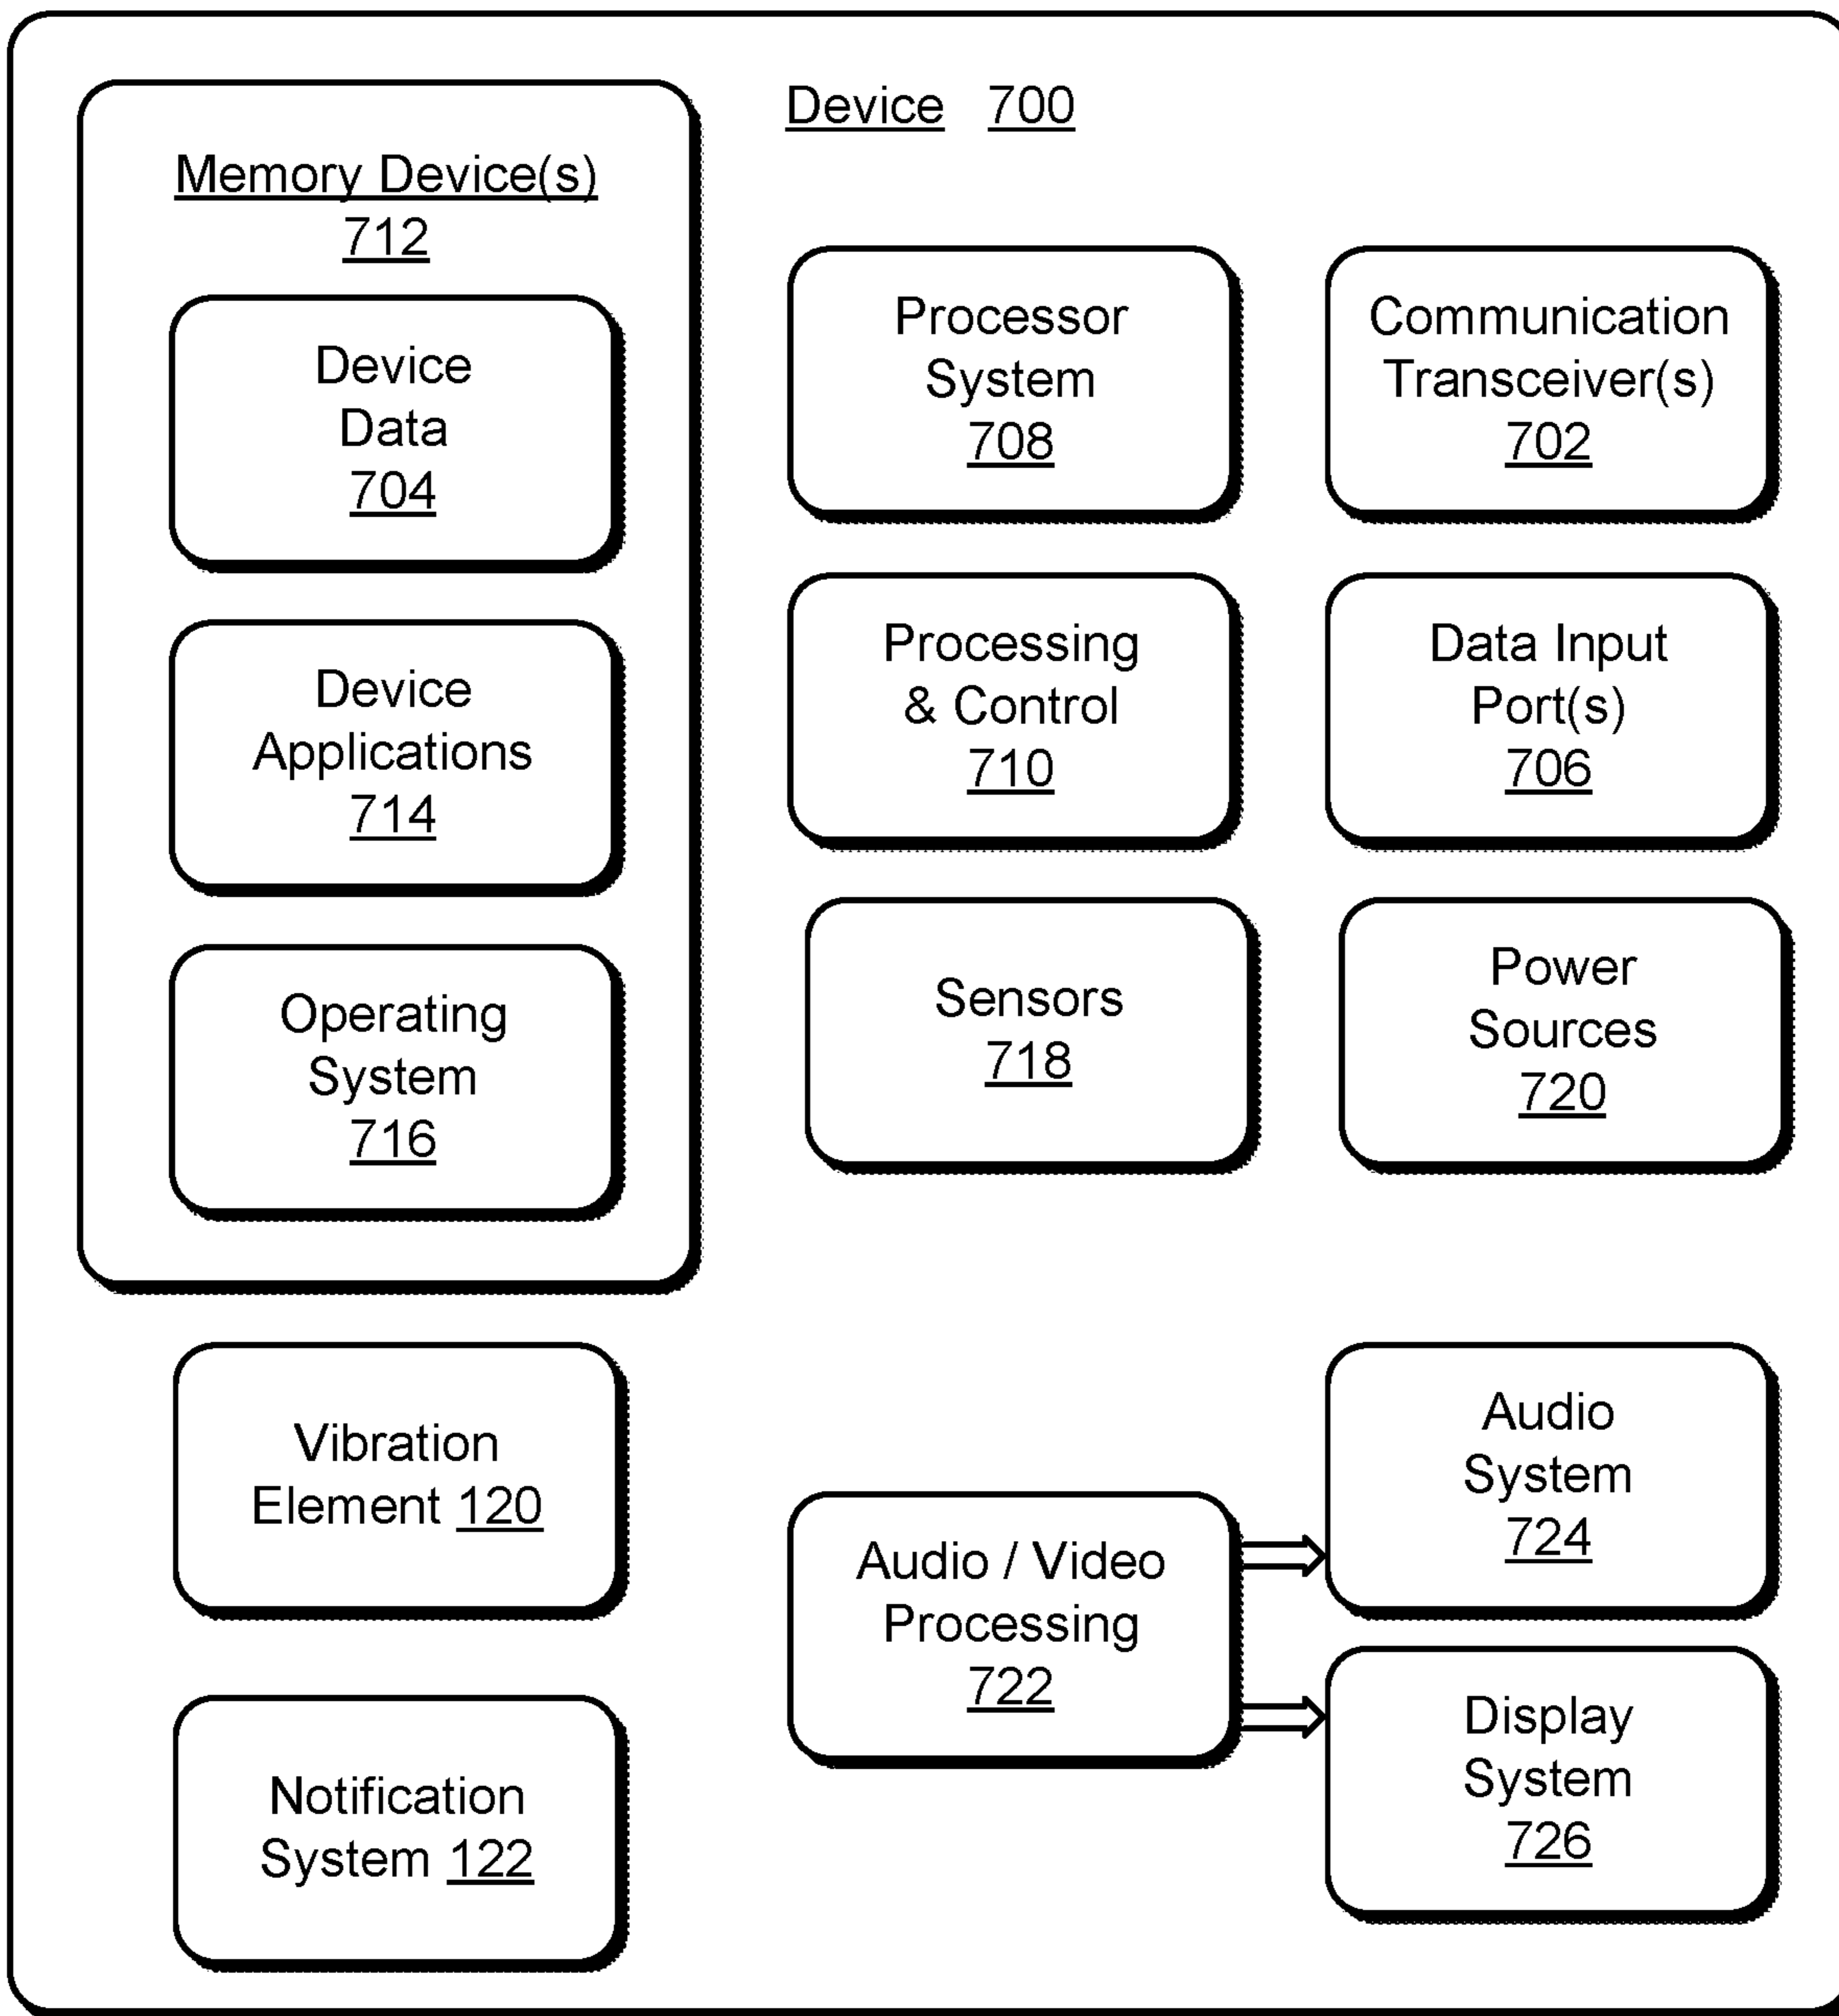 Device 700
Memory Device(s)
712
Device
Data
704
Device
Applications
714
Operating
System
716
Processor
System
708
Communication
Transceiver(s)
702
Processing
& Control
710
Data Input
Port(s)
706
Sensors
718
Power
Sources
720
Vibration
Element 120
Notification
System 122
Audio / Video
Processing
722
Audio
System
724
Display
System
726